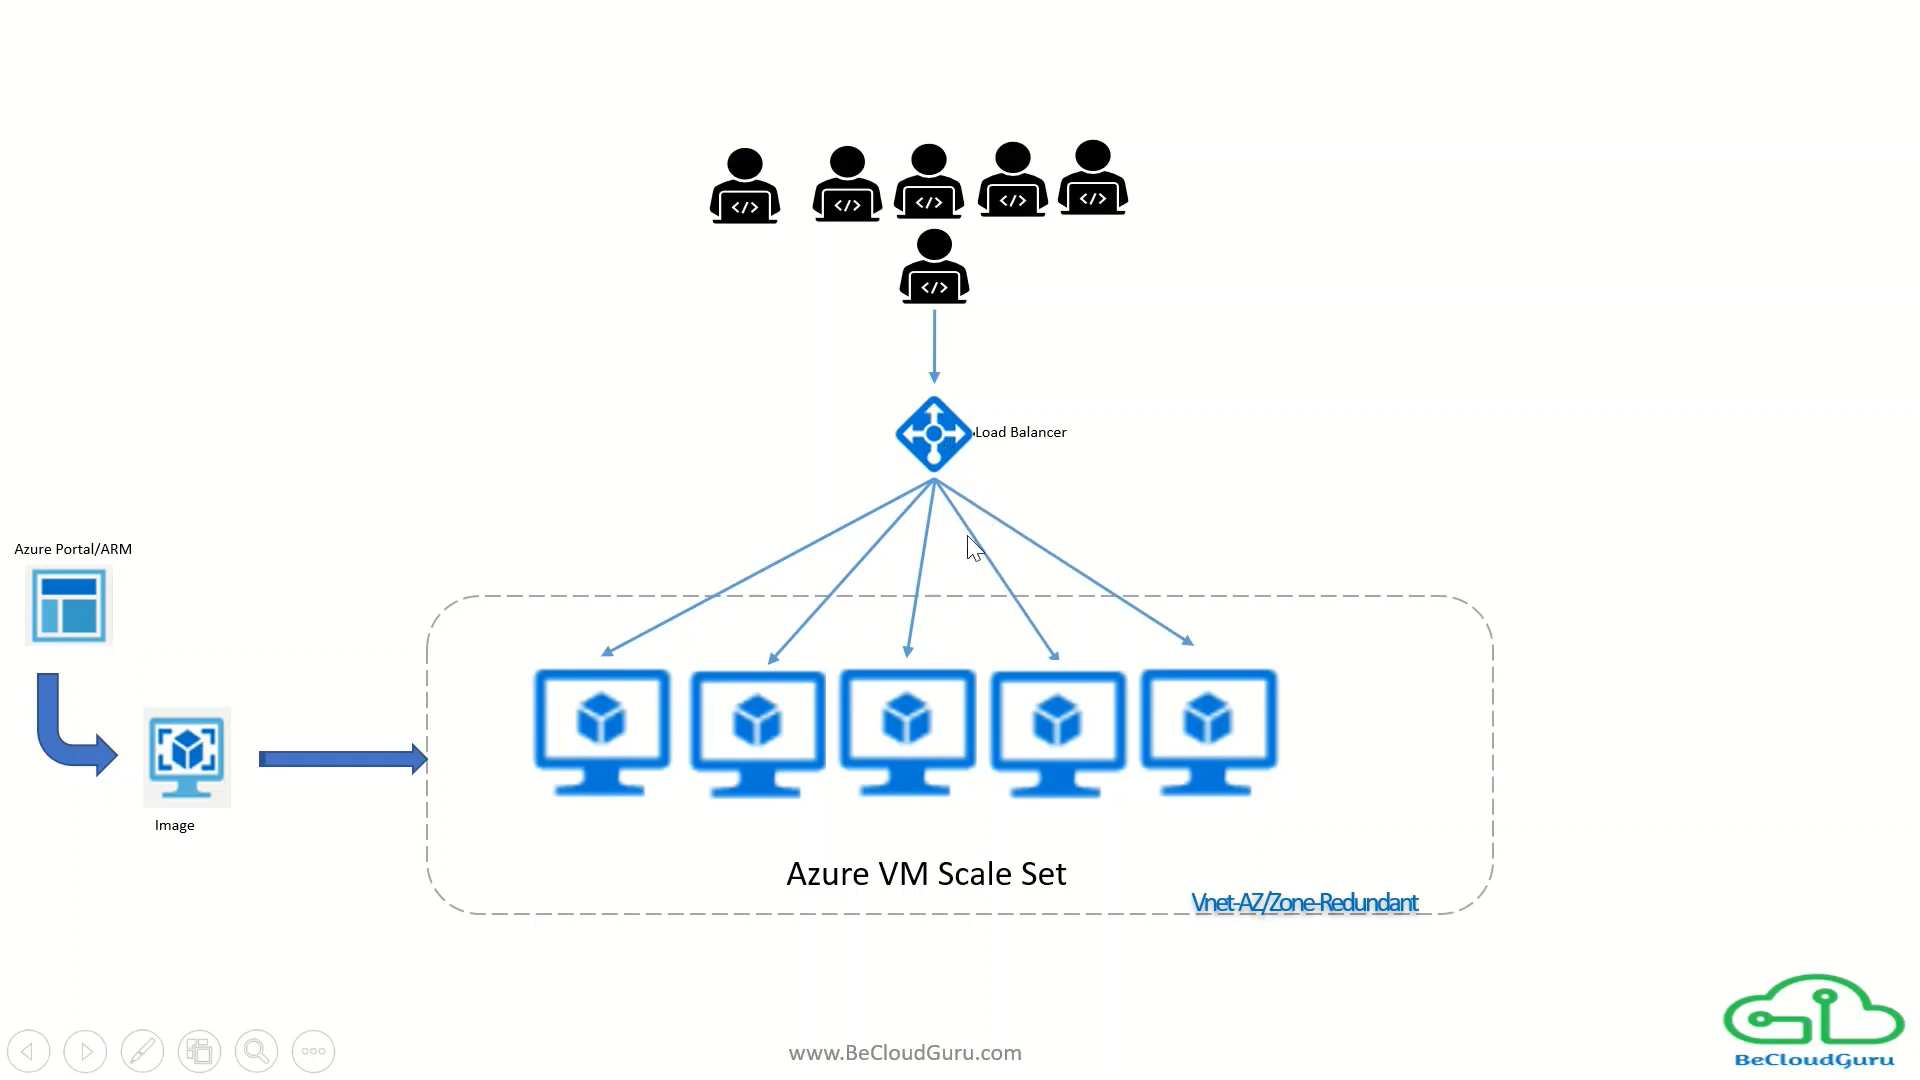 </>
</>
</>
</>
</>
</>
Load Balancer
Azure Portal/ARM
Image
Azure VM Scale Set
Vnet-AZ/Zone-Redundant
www.BeCloudGuru.com
BeCloudGuru